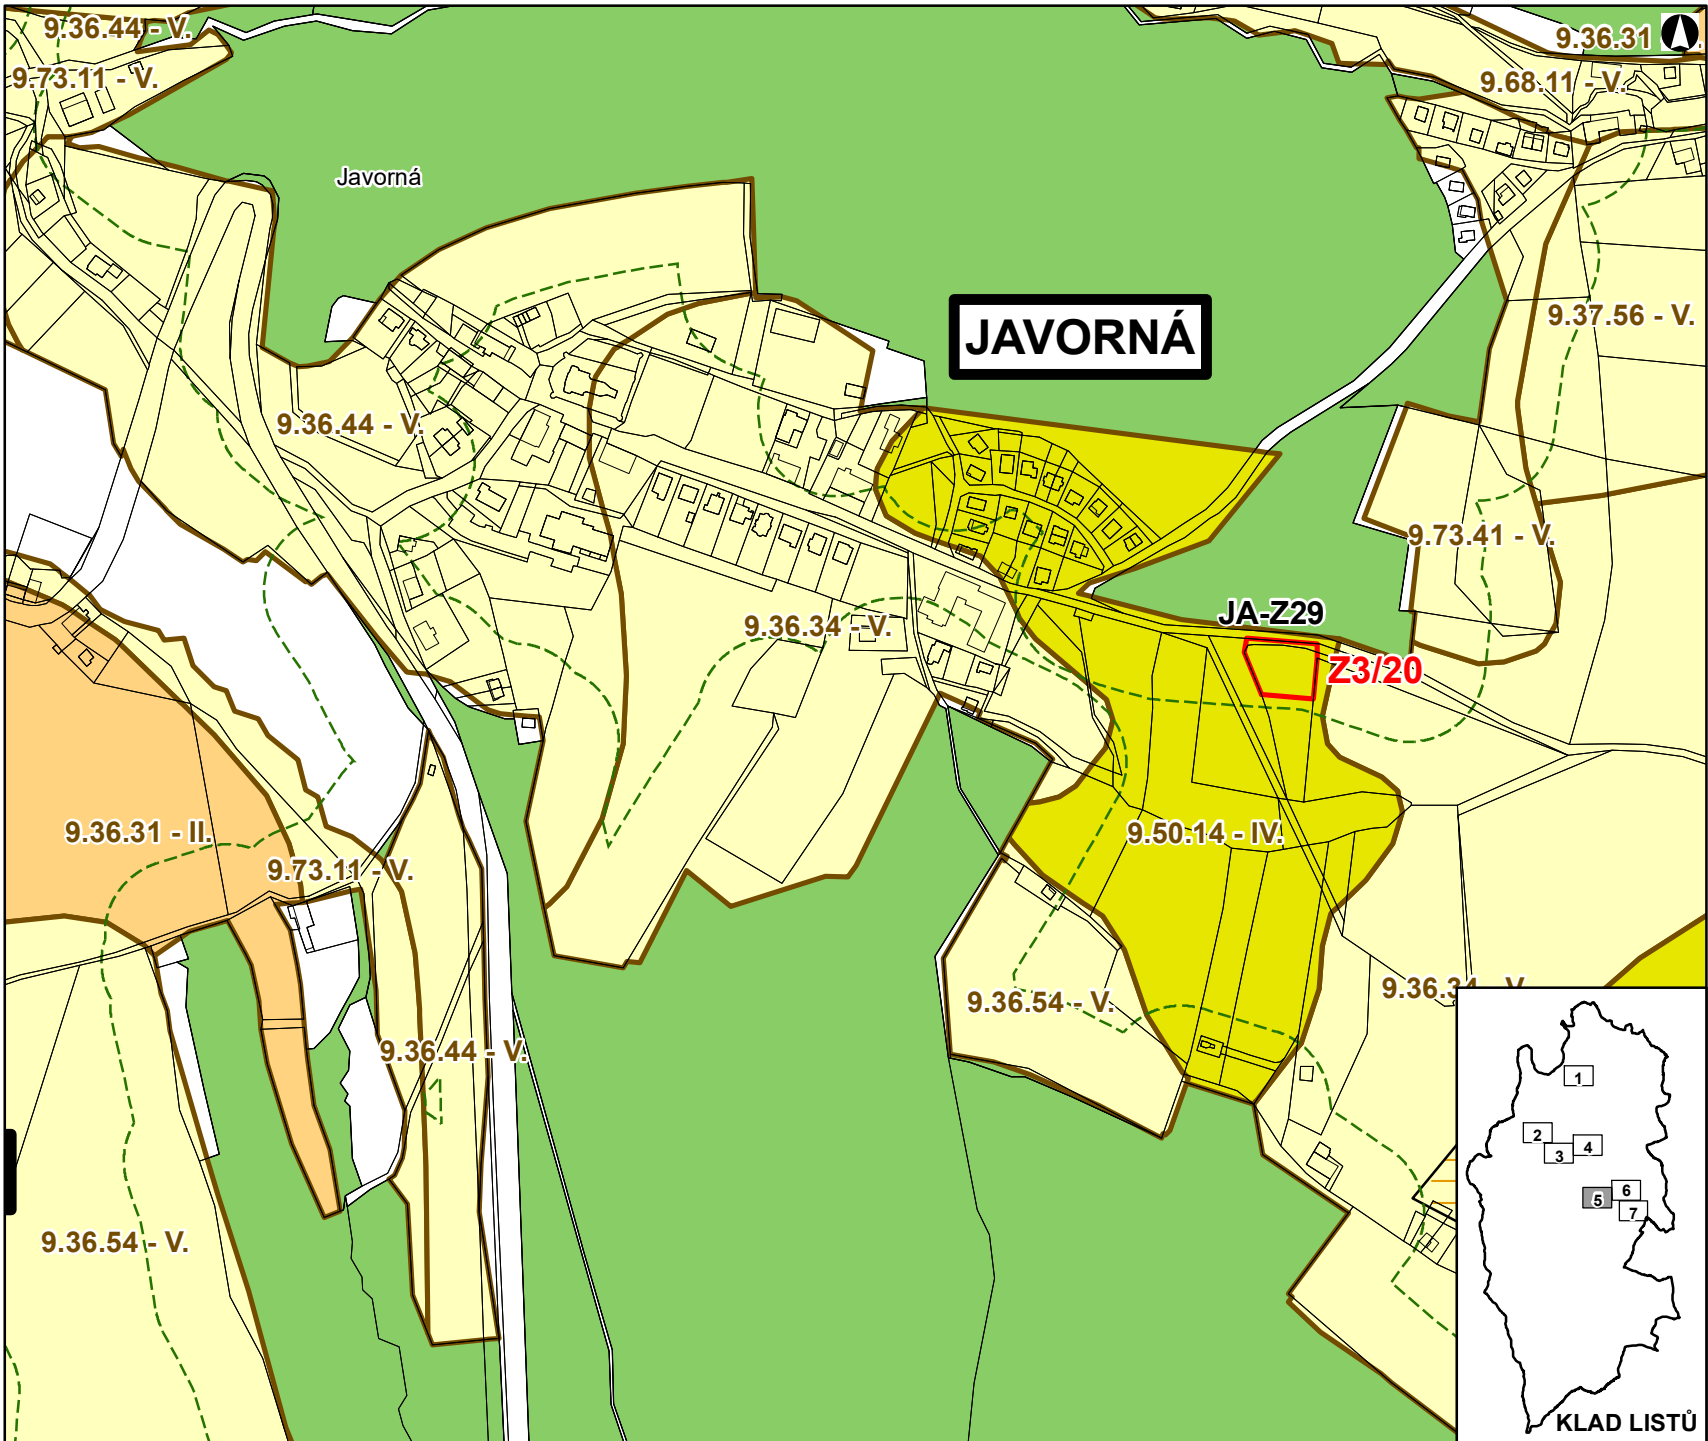 9.36.44 - V.
9.36.31
9.73.11 - V.
9.68.11 - V.
Javorná
9.37.56 - V.
JAVORNÁ
9.36.44 - V.
9.73.41 - V.
JA-Z29
9.36.34 - V.
Z3/20
9.36.31 - II.
9.50.14 - IV.
9.73.11 - V.
9.36.54 - V.
9.36.34 - V.
9.36.44 - V.
1
2
3
4
5
6
7
9.36.54 - V.
KLAD LISTŮ